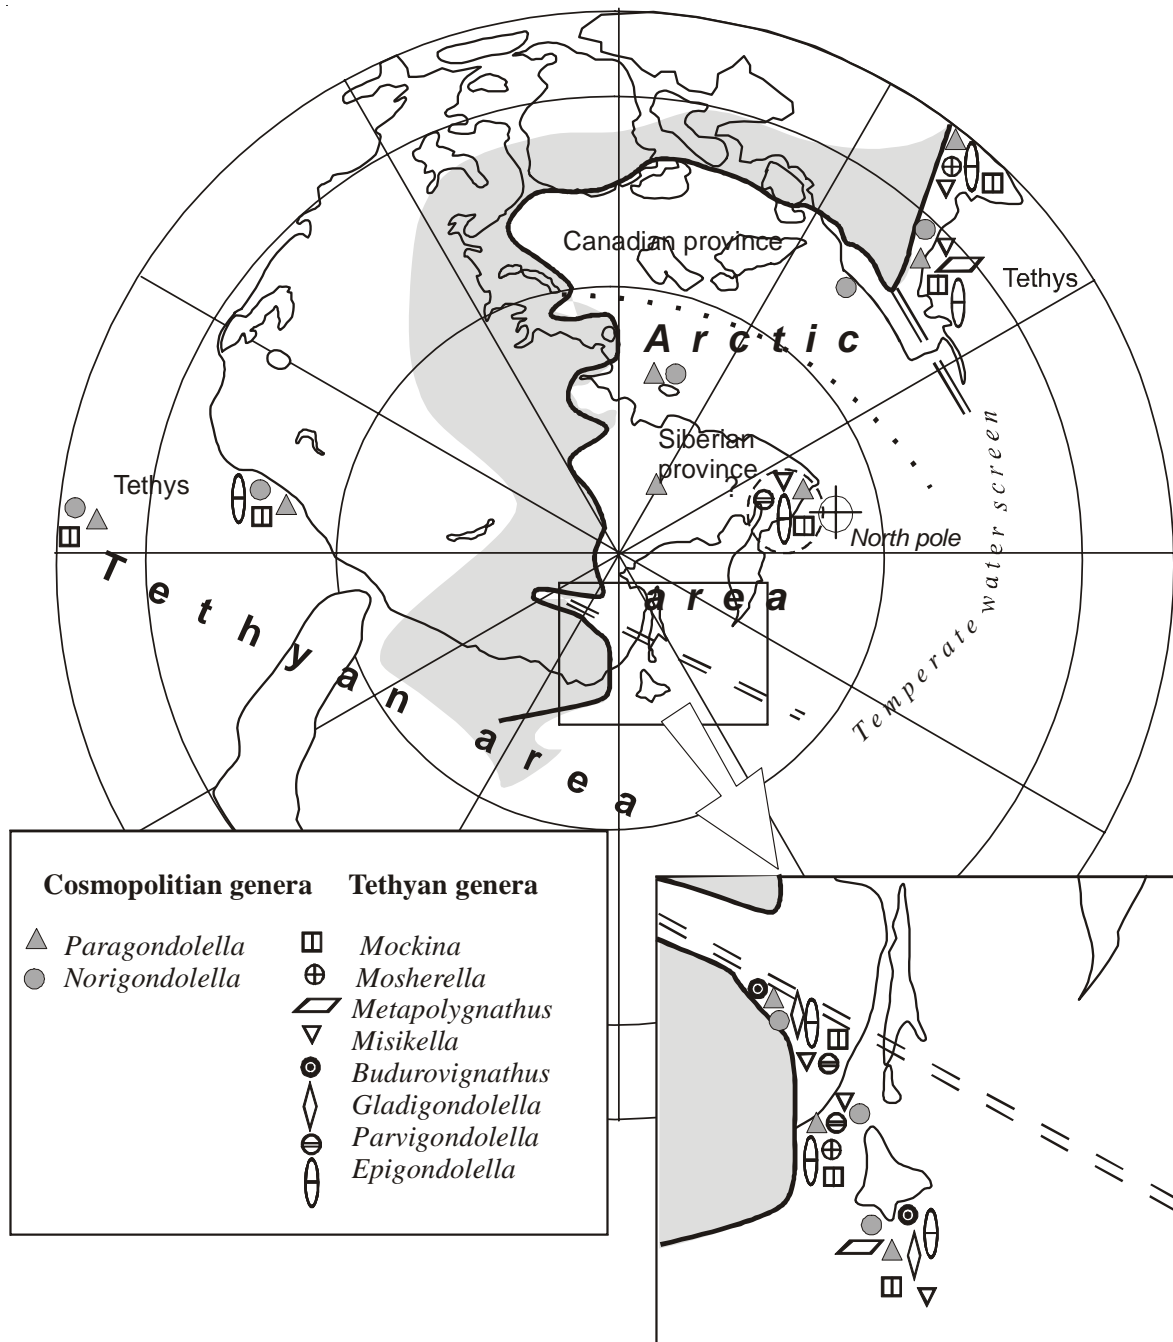 Canadian province
Tethys
Arctic
Siberian
province
?
Tethys
North pole
Tethyan area
area
Temperate water screen
Cosmopolitian genera
Paragondolella
Norigondolella
Tethyan genera
Mockina
Mosherella
Metapolygnathus
Misikella
Budurovignathus
Gladigondolella
Parvigondolella
Epigondolella